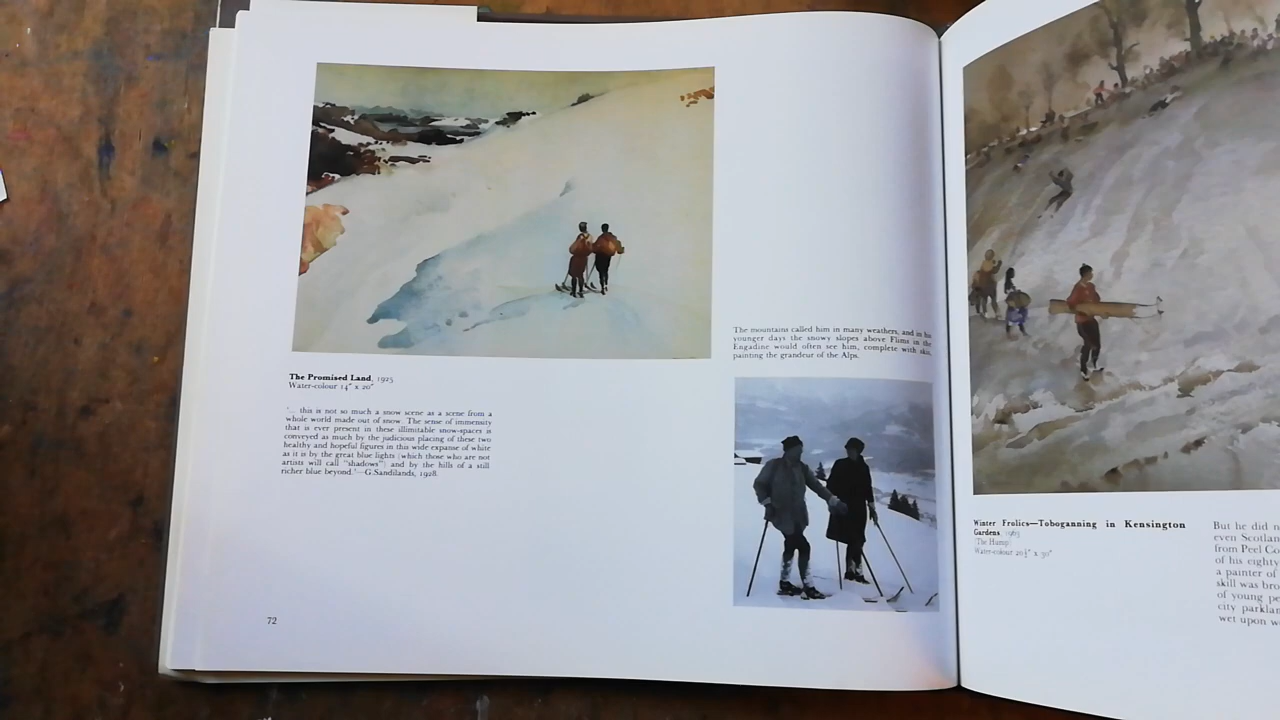 The Promised Land, 1925
Water-colour 14" x 20"
'... this is not so much a snow scene as a scene from a
whole world made out of snow. The sense of immensity
that is ever present in these illimitable snow-spaces is
conveyed as much by the judicious placing of these two
healthy and hopeful figures in this wide expanse of white
as it is by the great blue lights (which those who are not
artists will call "shadows") and by the hills of a still
richer blue beyond.'—G.Sandilands, 1928.
72
The mountains called him in many weathers, and in his
younger days the snowy slopes above Flims in the
Engadine would often see him, complete with skis,
painting the grandeur of the Alps.
Winter Frolics—Toboganning in Kensington
Gardens, 1963
(The Hump)
Water-colour 20½" x 30"
But he did
even
from Peel
of his eighty
a painter of
skill was
of young
city
wet upon